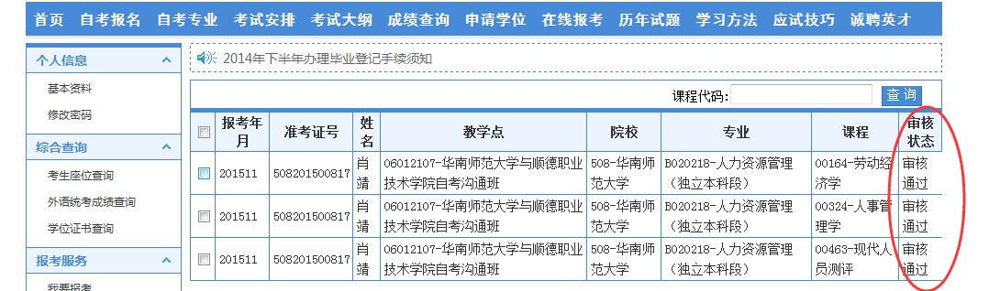 首页 自考报名 自考专业 考试安排 考试大纲 成绩查询 申请学位 在线报考 历年试题 学习方法 应试技巧 诚聘英才
个人信息
基本资料
修改密码
综合查询
考生座位查询
外语统考成绩查询
学位证书查询
报考服务
我要报考
2014年下半年办理毕业登记手续须知
课程代码: 查 询
报考年月 准考证号 姓名 教学点 院校 专业 课程 审核状态
201511 508201500817 肖靖 06012107-华南师范大学与顺德职业技术学院自考沟通班 508-华南师范大学 B020218-人力资源管理（独立本科段） 00164-劳动经济学 审核通过
201511 508201500817 肖靖 06012107-华南师范大学与顺德职业技术学院自考沟通班 508-华南师范大学 B020218-人力资源管理（独立本科段） 00324-人事管理学 审核通过
201511 508201500817 肖靖 06012107-华南师范大学与顺德职业技术学院自考沟通班 508-华南师范大学 B020218-人力资源管理（独立本科段） 00463-现代人员测评 审核通过